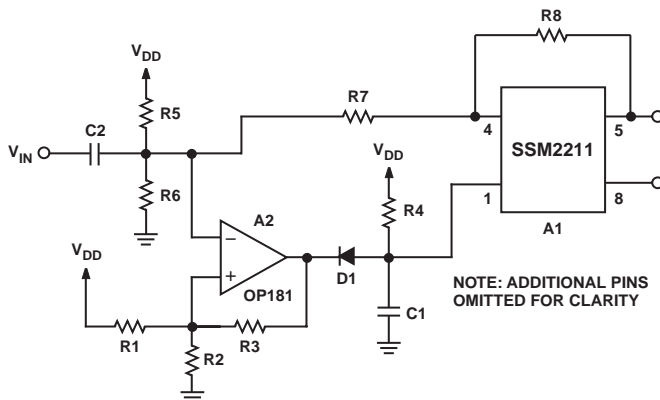 R8
VDD
R5
R7
C2
4
5
VIN
SSM2211
VDD
R6
R4
1
8
A2
A1
VDD
−
+
OP181
D1
NOTE: ADDITIONAL PINS
OMITTED FOR CLARITY
C1
R1
R2
R3